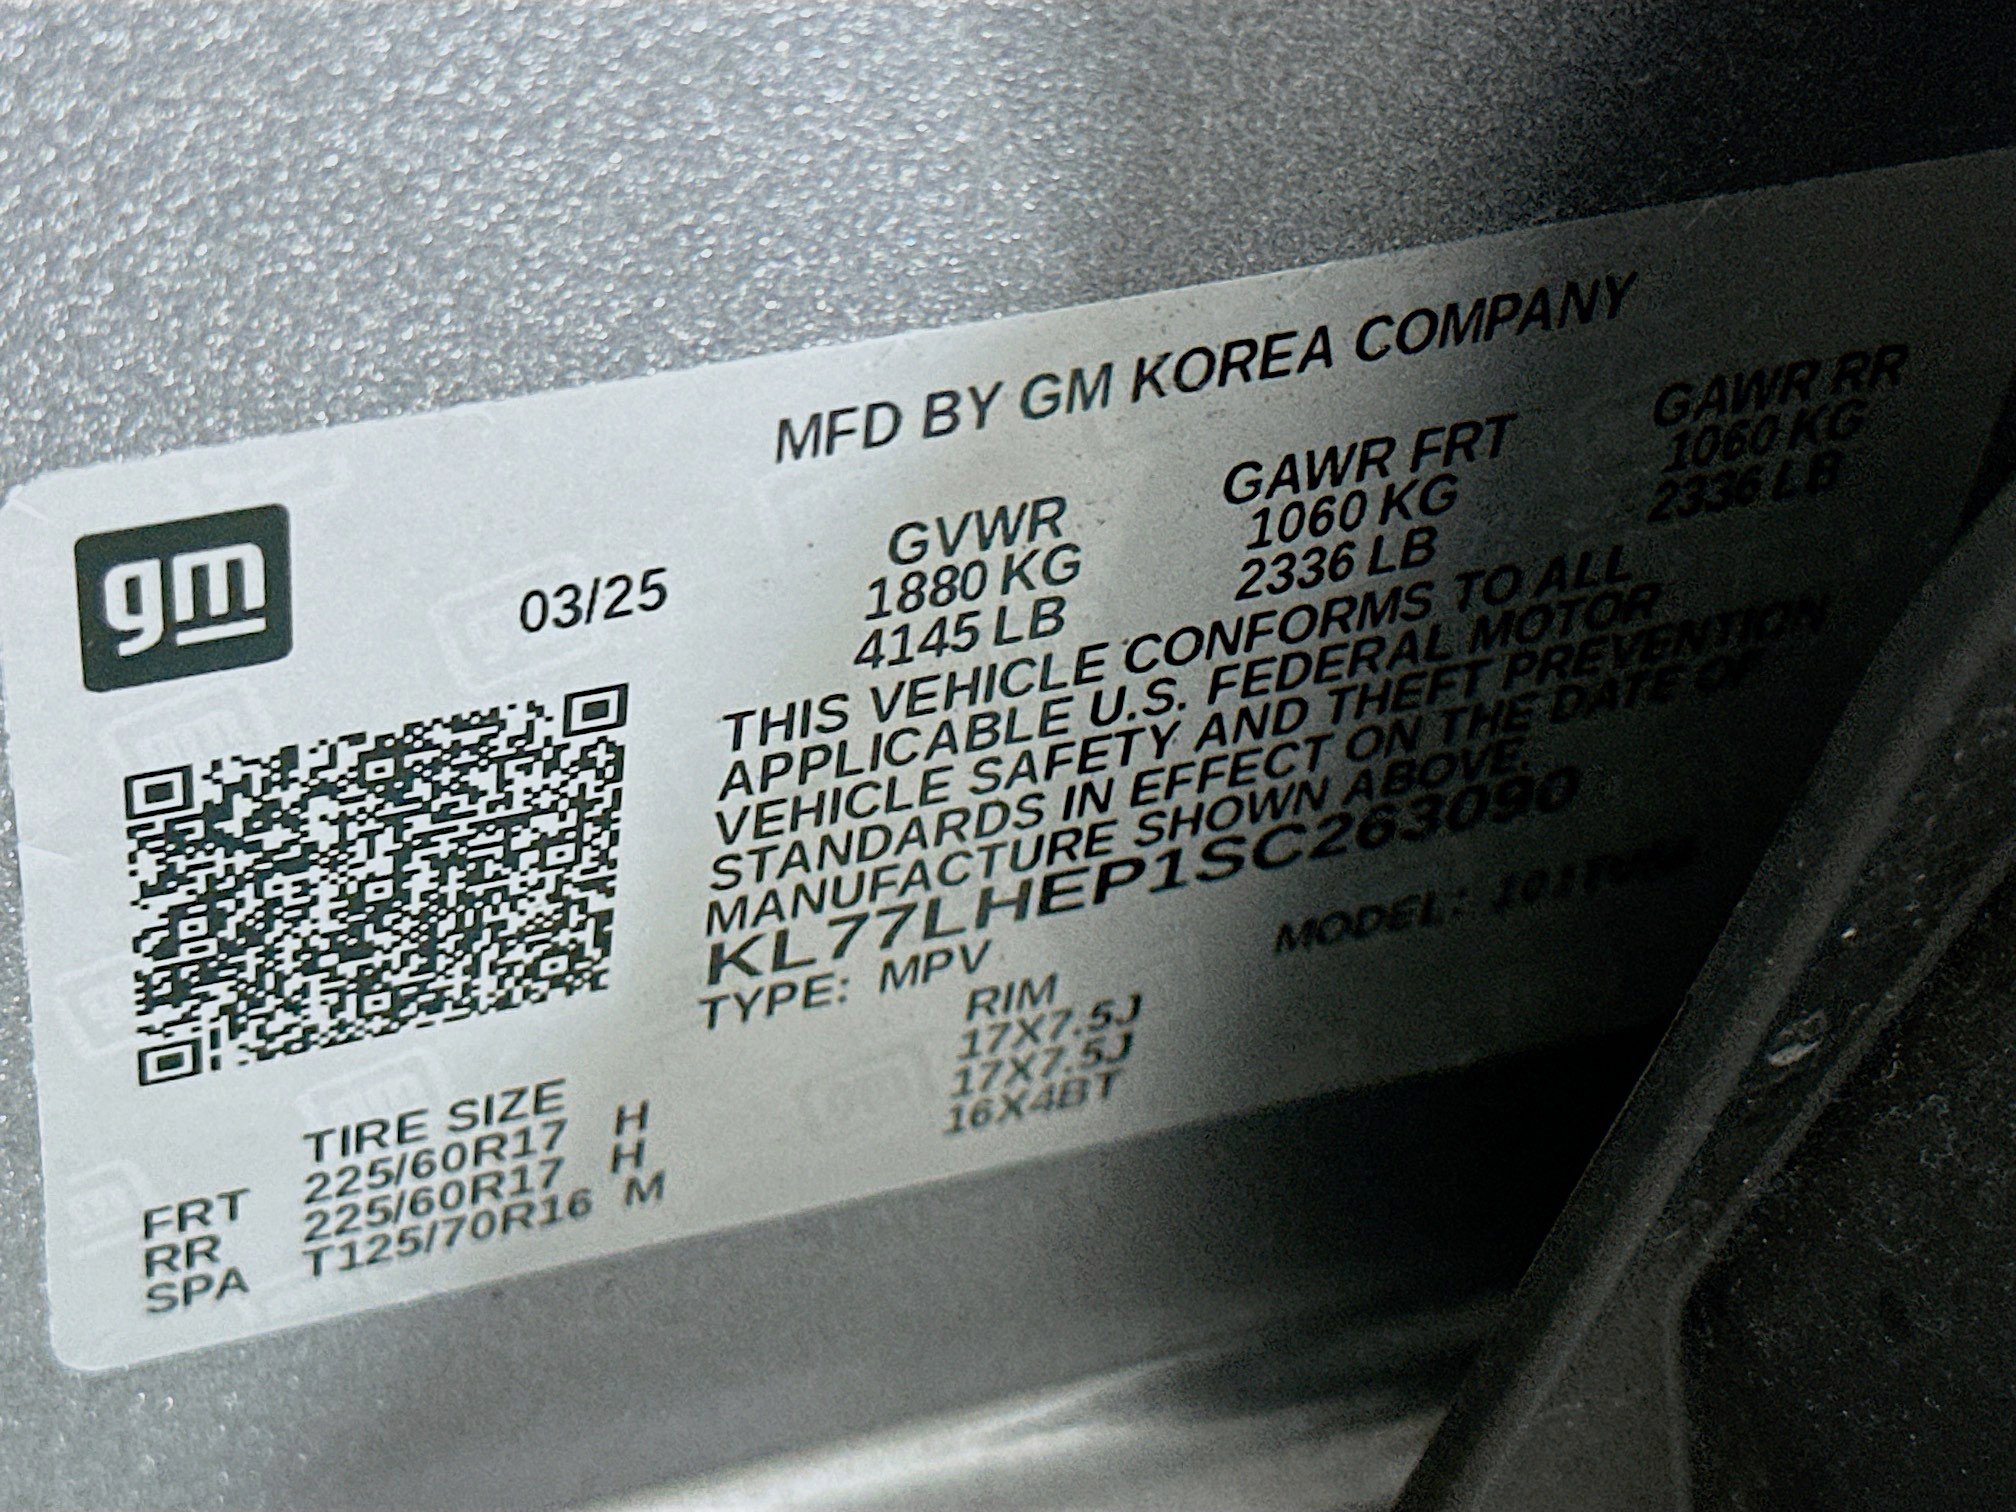 MFD BY GM KOREA COMPANY
gm
03/25
GVWR GAWR FRT GAWR RR
1880 KG 1060 KG 1060 KG
4145 LB 2336 LB 2336 LB
THIS VEHICLE CONFORMS TO ALL
APPLICABLE U.S. FEDERAL MOTOR
VEHICLE SAFETY AND THEFT PREVENTION
STANDARDS IN EFFECT ON THE DATE OF
MANUFACTURE SHOWN ABOVE.
KL77LHEP1SC263090
TYPE: MPV MODEL:
TIRE SIZE RIM
FRT 225/60R17 H 17X7.5J
RR 225/60R17 H 17X7.5J
SPA T125/70R16 M 16X4BT